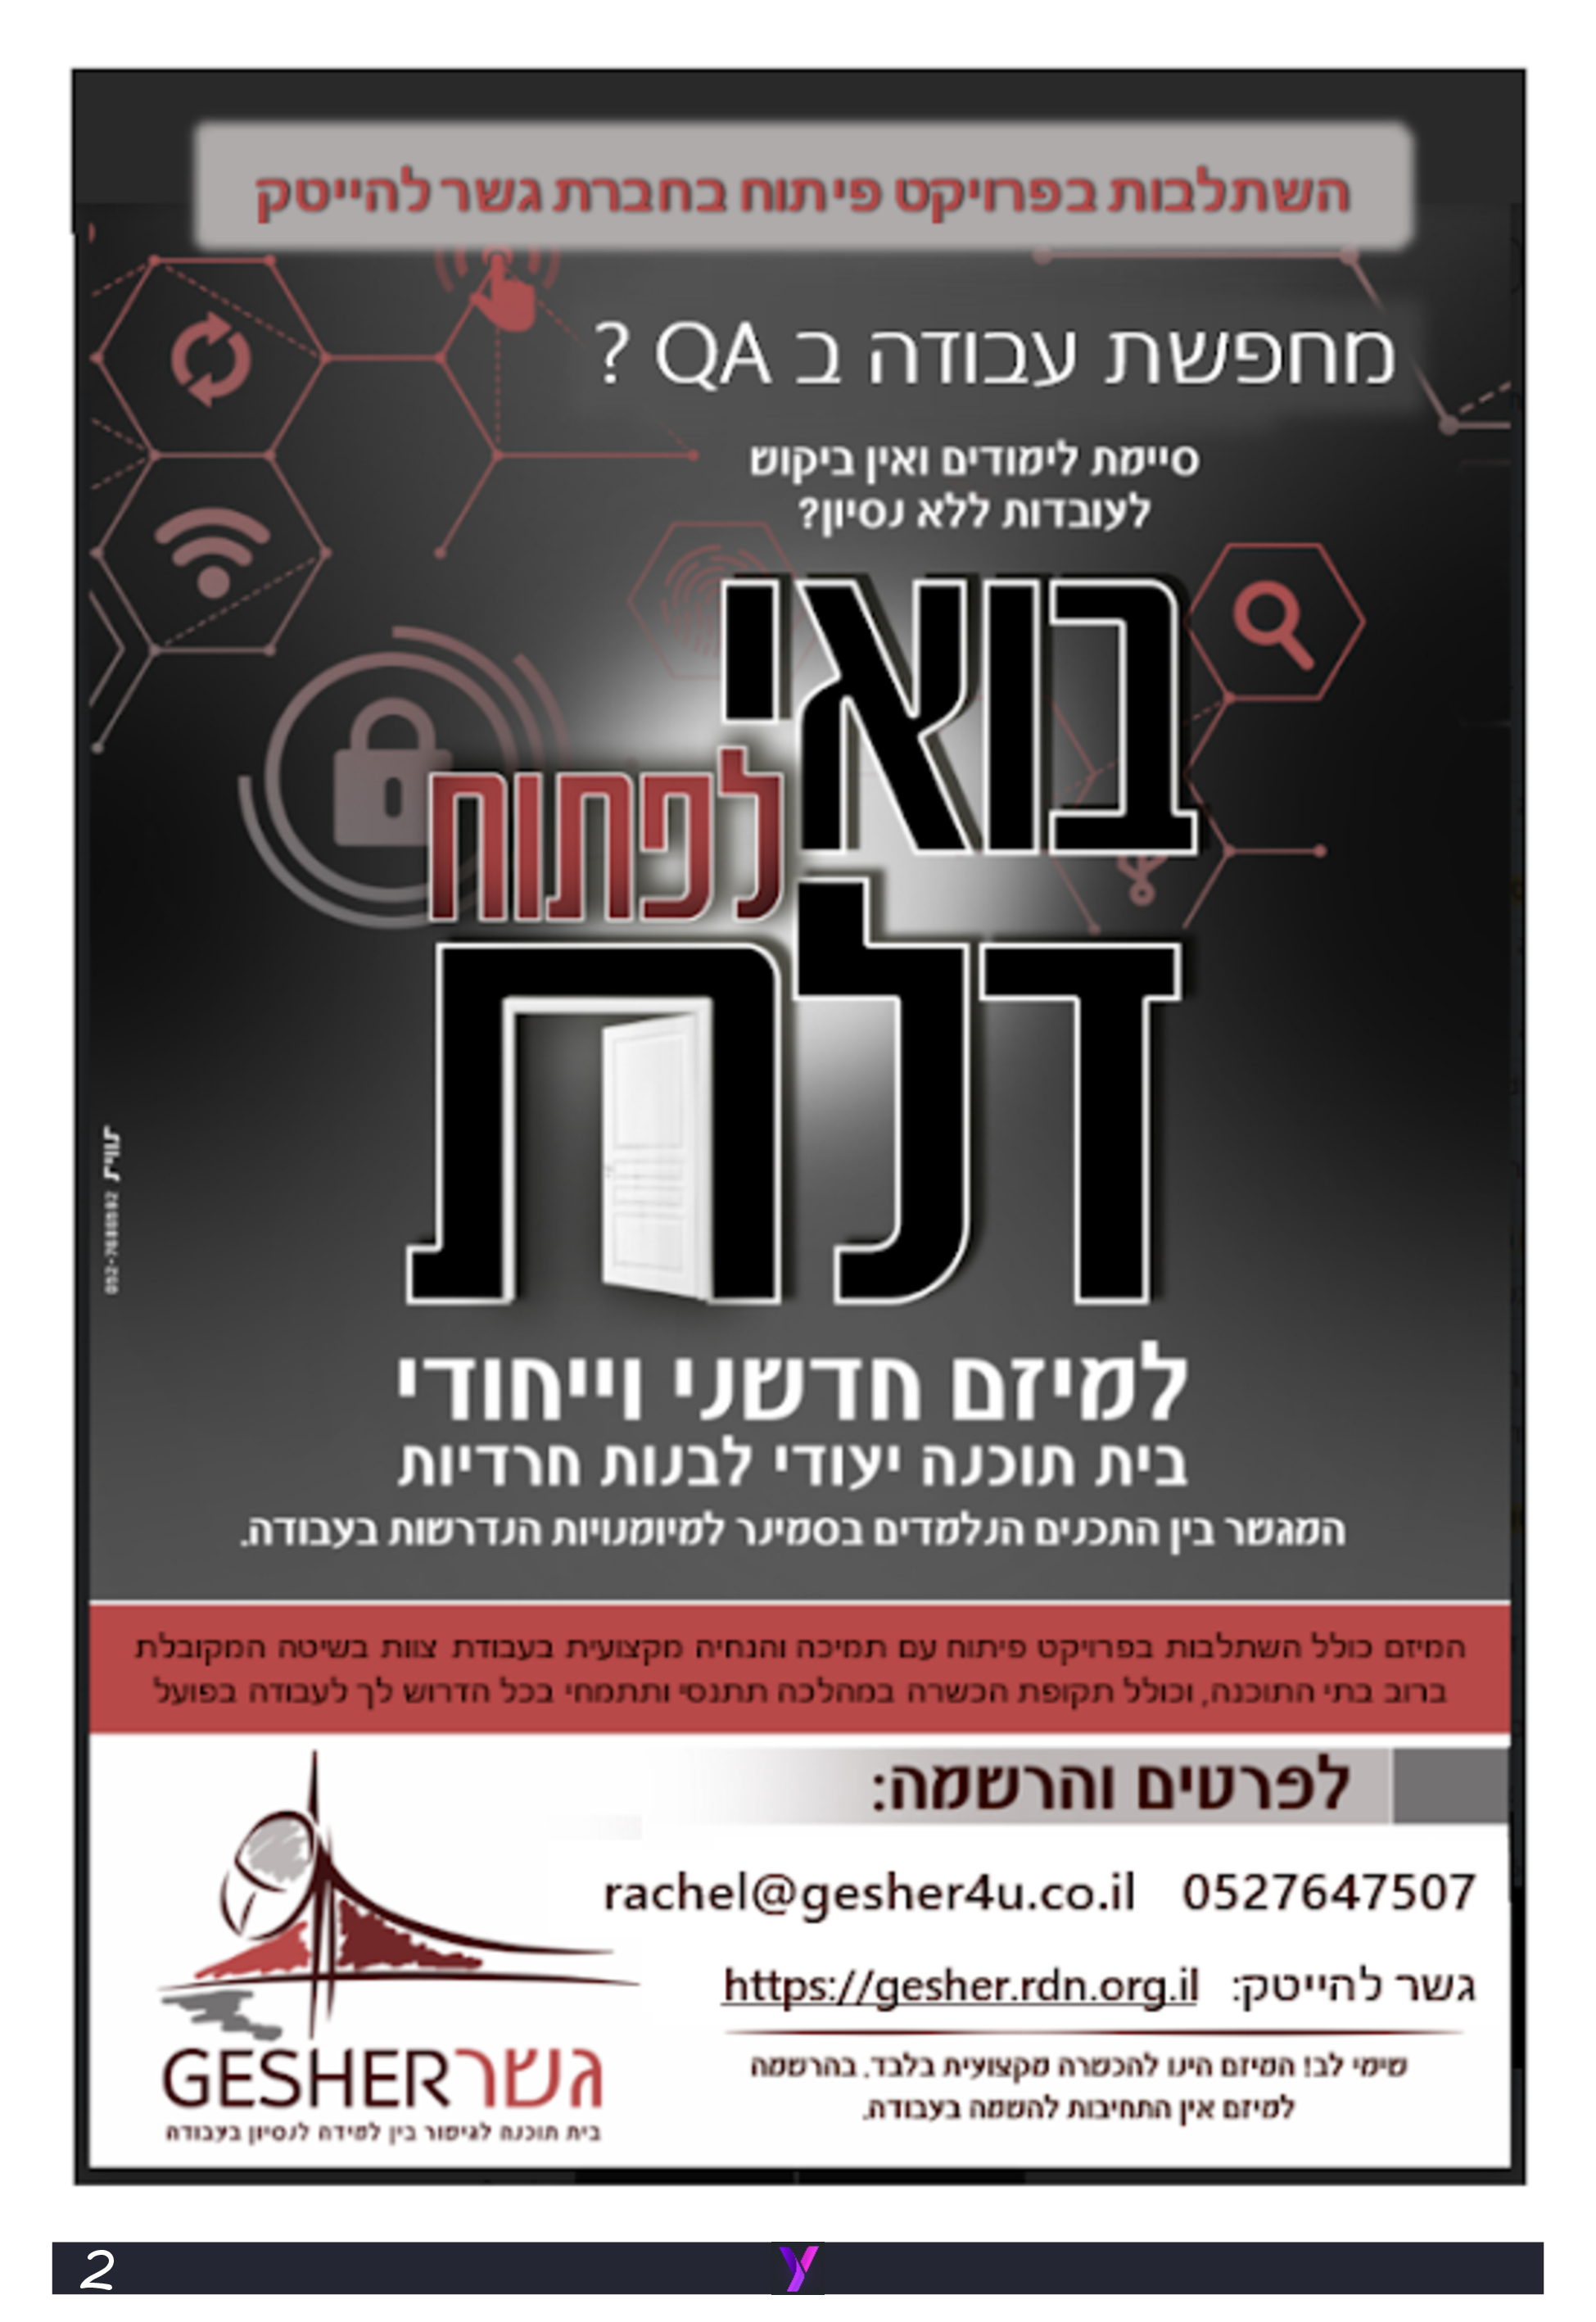 השתלבות בפרויקט פיתוח בחברת גשר להייטק
מחפשת עבודה ב QA ?
סיימת לימודים ואין ביקוש
לעובדות ללא נסיון?
בואי
לפתוח
דלת
למיזם חדשני וייחודי
בית תוכנה יעודי לבנות חרדיות
המגשר בין התכנים הנלמדים בסמינר למיומנויות הנדרשות בעבודה.
המיזם כולל השתלבות בפרויקט פיתוח עם תמיכה והנחיה מקצועית בעבודת צוות בשיטה המקובלת
ברוב בתי התוכנה, וכולל תקופת הכשרה במהלכה תתנסי ותתמחי בכל הדרוש לך לעבודה בפועל
לפרטים והרשמה:
rachel@gesher4u.co.il 0527647507
גשר להייטק: https://gesher.rdn.org.il
שימי לב! המיזם הינו להכשרה מקצועית בלבד. בהרשמה
למיזם אין התחיבות להשמה בעבודה.
GESHER גשר
בית תוכנה לגישור בין למידה לנסיון בעבודה
2